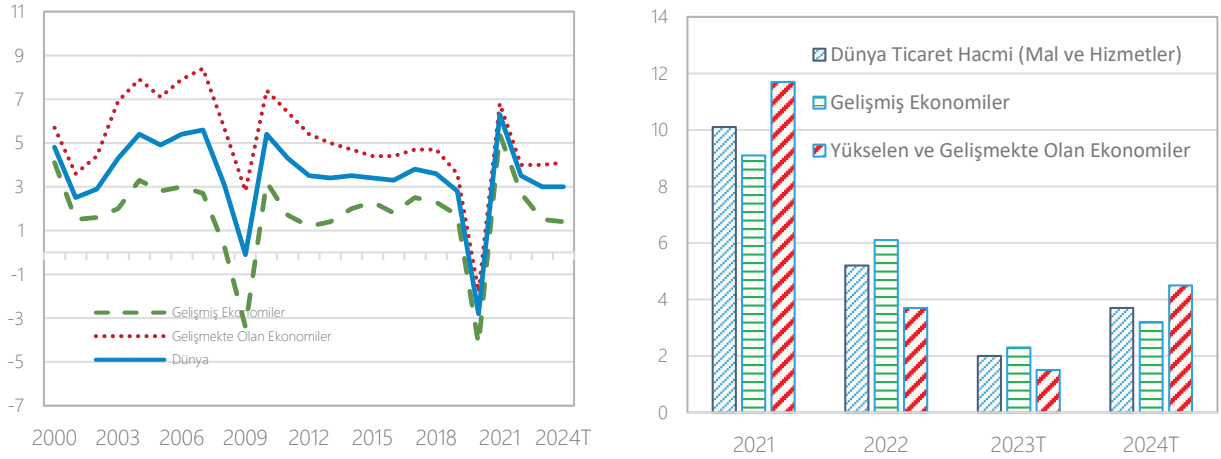 11
9
7
5
3
1
-1
-3
-5
-7
Gelişmiş Ekonomiler
Gelişmekte Olan Ekonomiler
Dünya
2000 2003 2006 2009 2012 2015 2018 2021 2024T
14
12
10
8
6
4
2
0
Dünya Ticaret Hacmi (Mal ve Hizmetler)
Gelişmiş Ekonomiler
Yükselen ve Gelişmekte Olan Ekonomiler
2021 2022 2023T 2024T